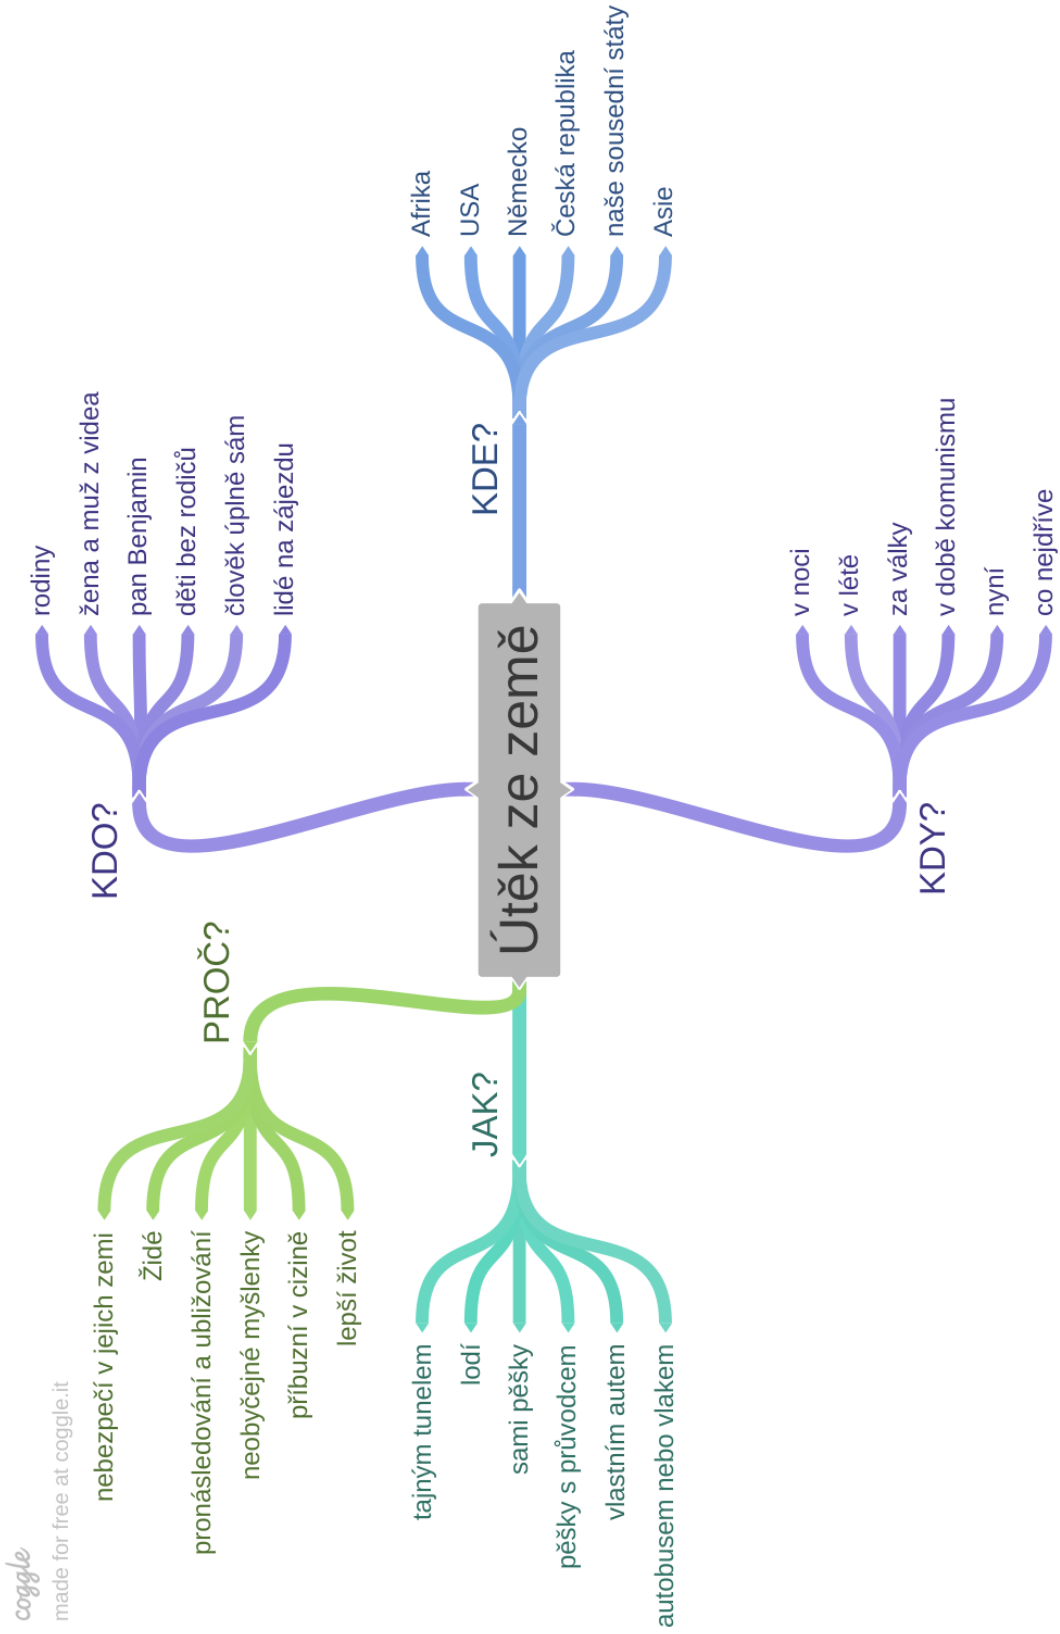 coggle
made for free at coggle.it
Útěk ze země
PROČ?
nebezpečí v jejich zemi
Židé
pronásledování a ubližování
neobyčejné myšlenky
příbuzní v cizině
lepší život
JAK?
tajným tunelem
lodí
sami pěšky
pěšky s průvodcem
vlastním autem
autobusem nebo vlakem
KDO?
rodiny
žena a muž z videa
pan Benjamin
děti bez rodičů
člověk úplně sám
lidé na zájezdu
KDE?
Afrika
USA
Německo
Česká republika
naše sousední státy
Asie
KDY?
v noci
v létě
za války
v době komunismu
nyní
co nejdříve